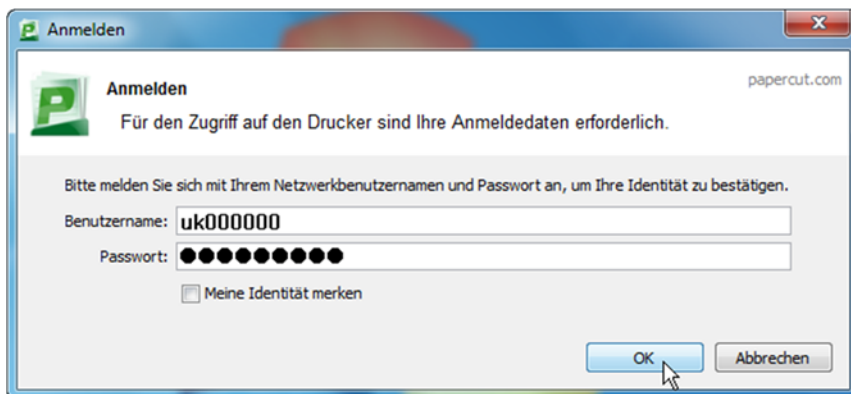 Anmelden
Anmelden
papercut.com
Für den Zugriff auf den Drucker sind Ihre Anmeldedaten erforderlich.
Bitte melden Sie sich mit Ihrem Netzwerkbenutzernamen und Passwort an, um Ihre Identität zu bestätigen.
Benutzername: uk000000
Passwort: ●●●●●●●●●
Meine Identität merken
OK Abbrechen